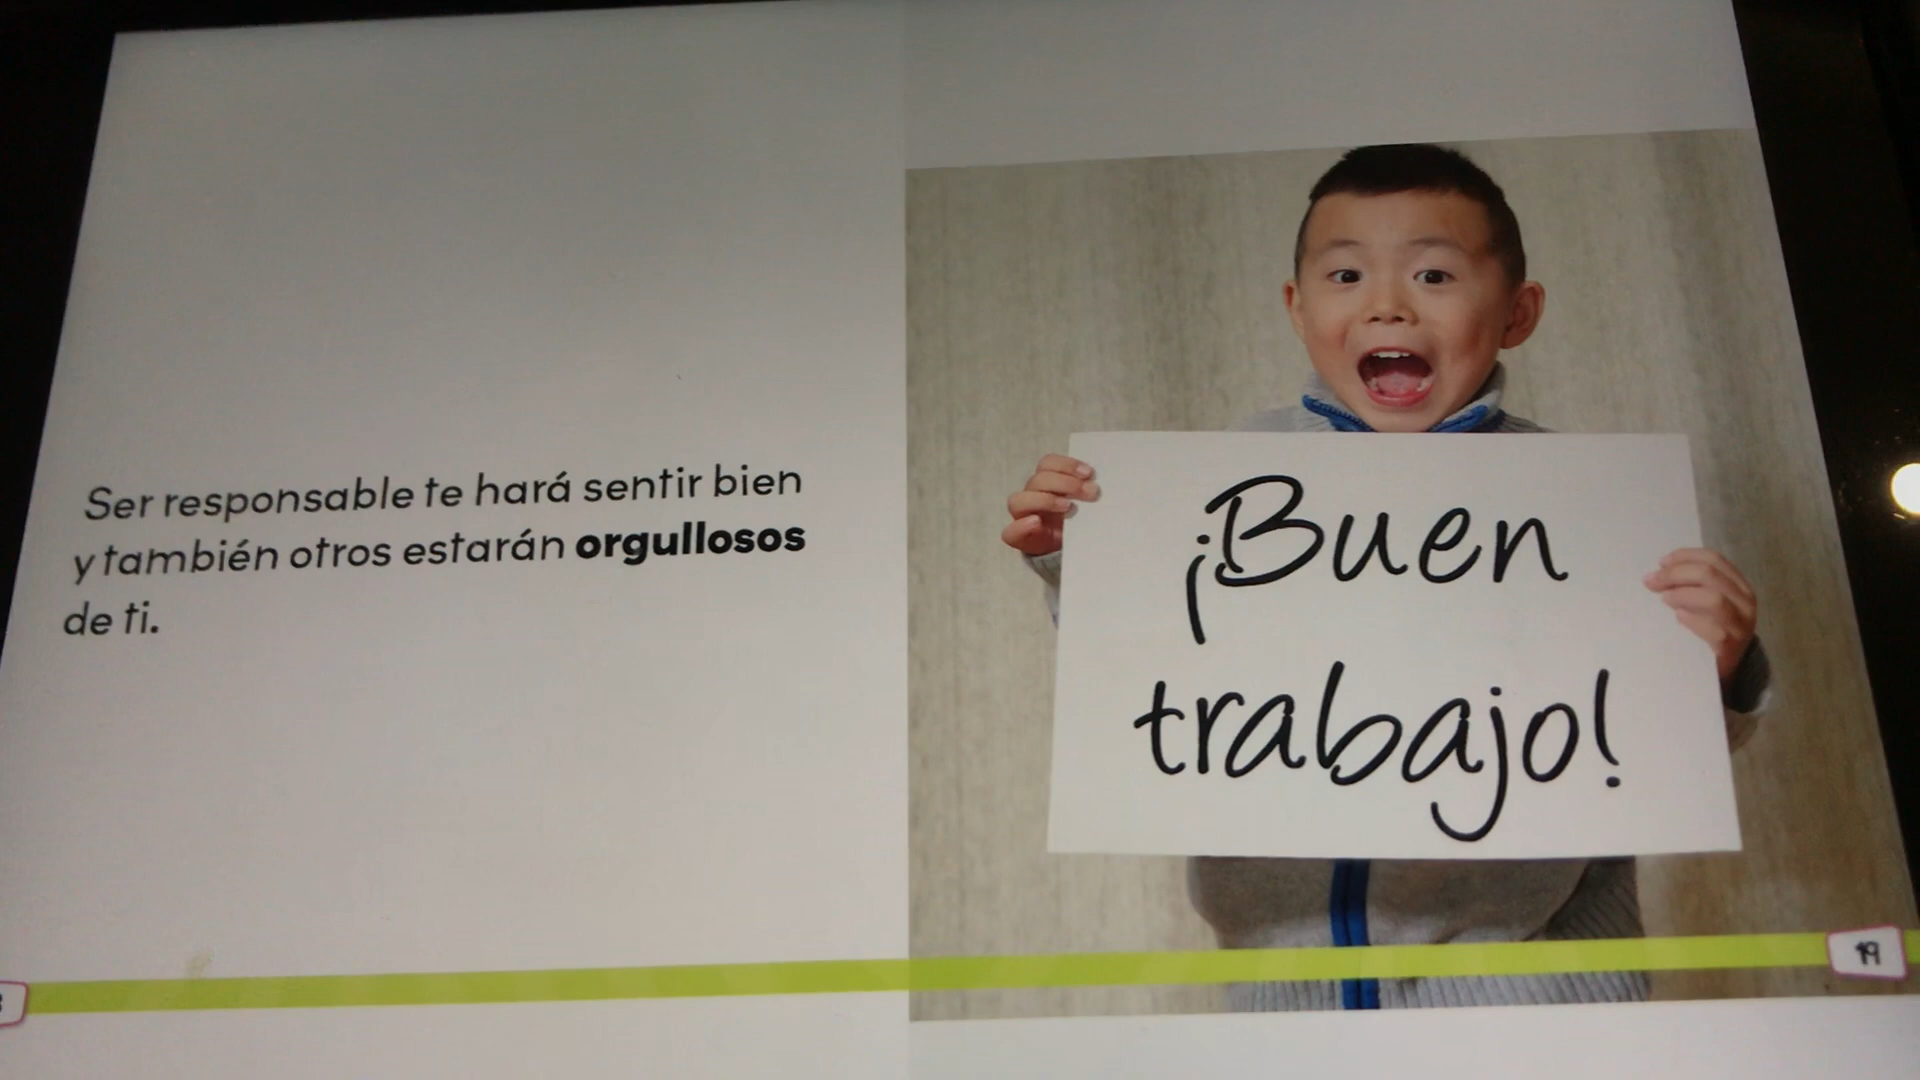 Ser responsable te hará sentir bien
y también otros estarán orgullosos
de ti.
¡Buen
trabajo!
19